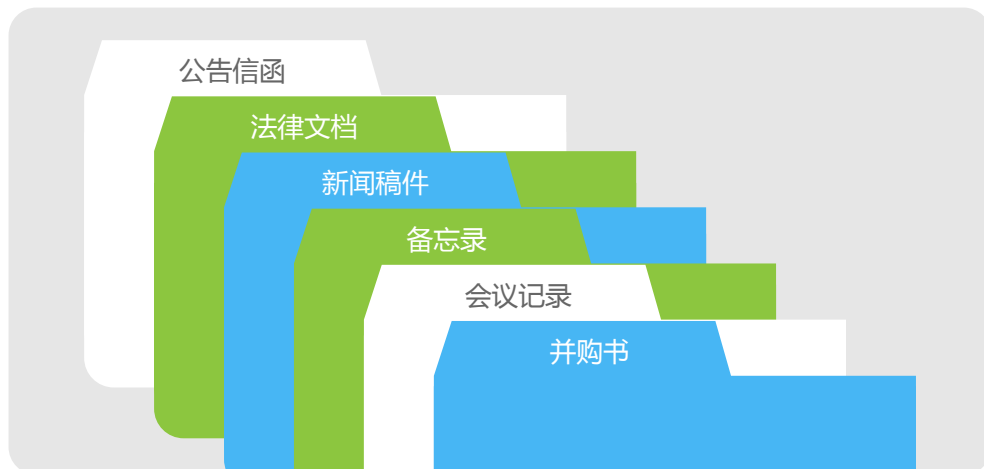 公告信函
法律文档
新闻稿件
备忘录
会议记录
并购书